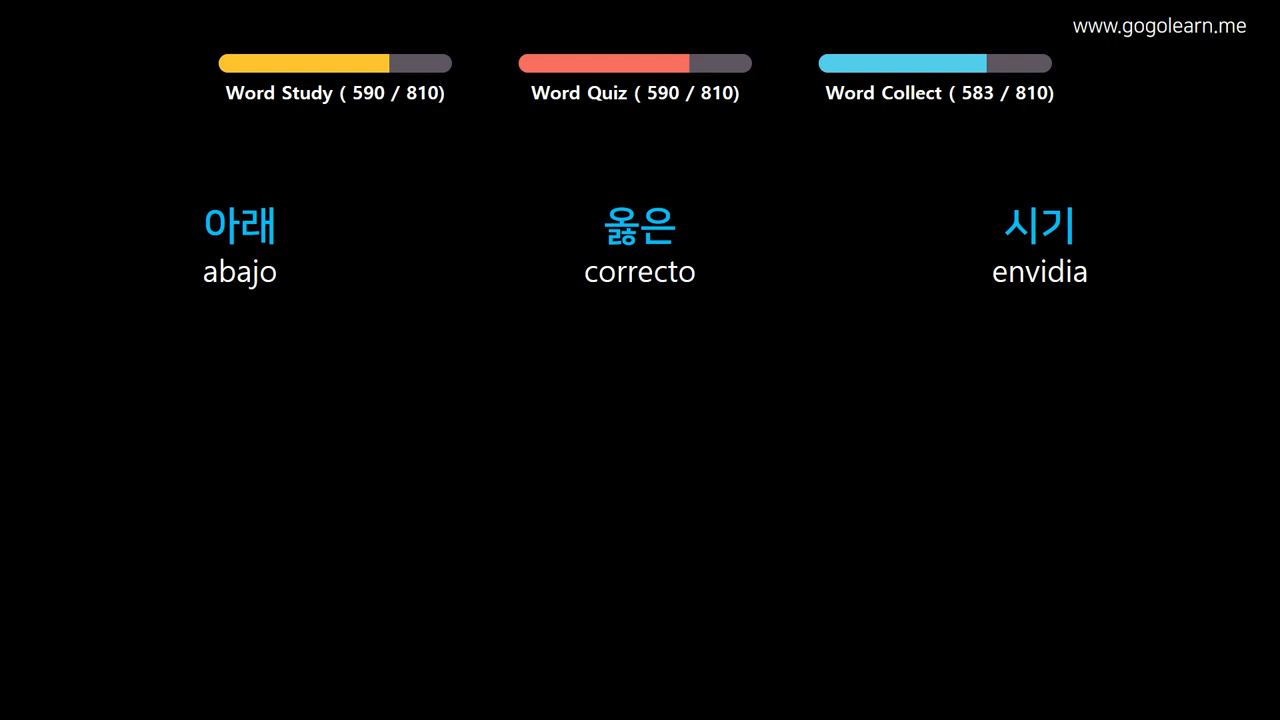 www.gogolearn.me
Word Study ( 590 / 810)
Word Quiz ( 590 / 810)
Word Collect ( 583 / 810)
아래
abajo
옳은
correcto
시기
envidia